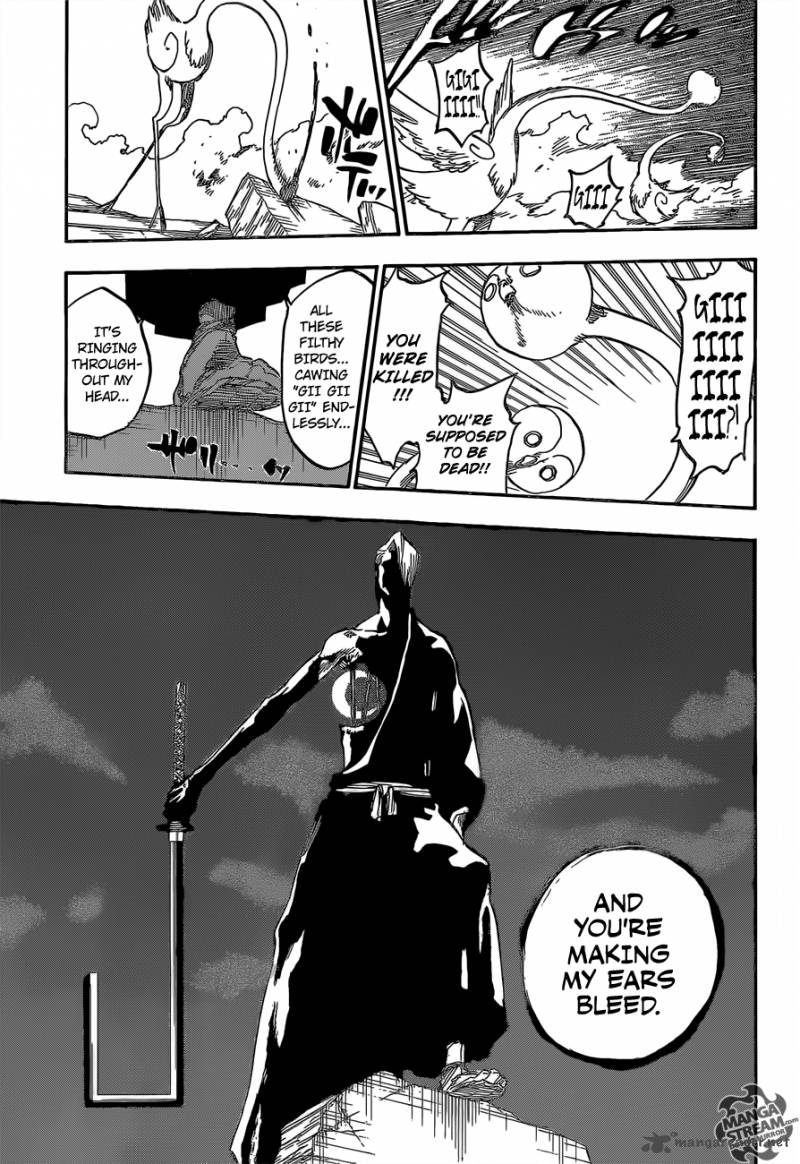 GIGI
IIII!!
GIII
GIII
IIII
IIII
III?!
YOU
WERE
KILLED
!!!
YOU'RE
SUPPOSED
TO BE
DEAD!!
ALL
THESE
FILTHY
BIRDS...
CAWING
"GII GII
GII" END-
LESSLY...
IT'S
RINGING
THROUGH-
OUT MY
HEAD...
AND
YOU'RE
MAKING
MY EARS
BLEED.
MANGA
STREAM.COM